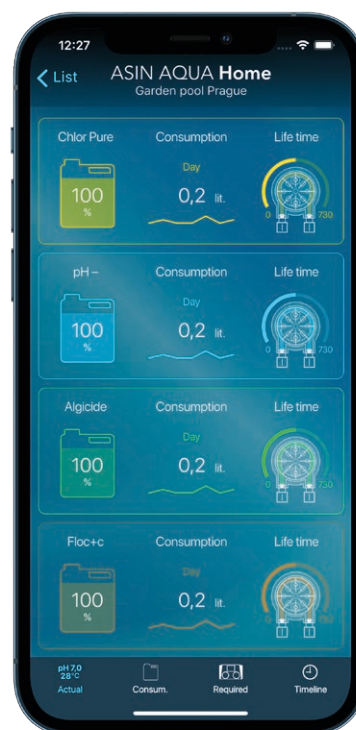 12:27
List
ASIN AQUA Home
Garden pool Prague
Chlor Pure Consumption Life time
Day
100 % 0,2 lit.
0 730
pH − Consumption Life time
Day
100 % 0,2 lit.
0 730
Algicide Consumption Life time
Day
100 % 0,2 lit.
0 730
Floc+c Consumption Life time
Day
100 % 0,2 lit.
pH 7,0
28°C
Actual Consum. Required Timeline